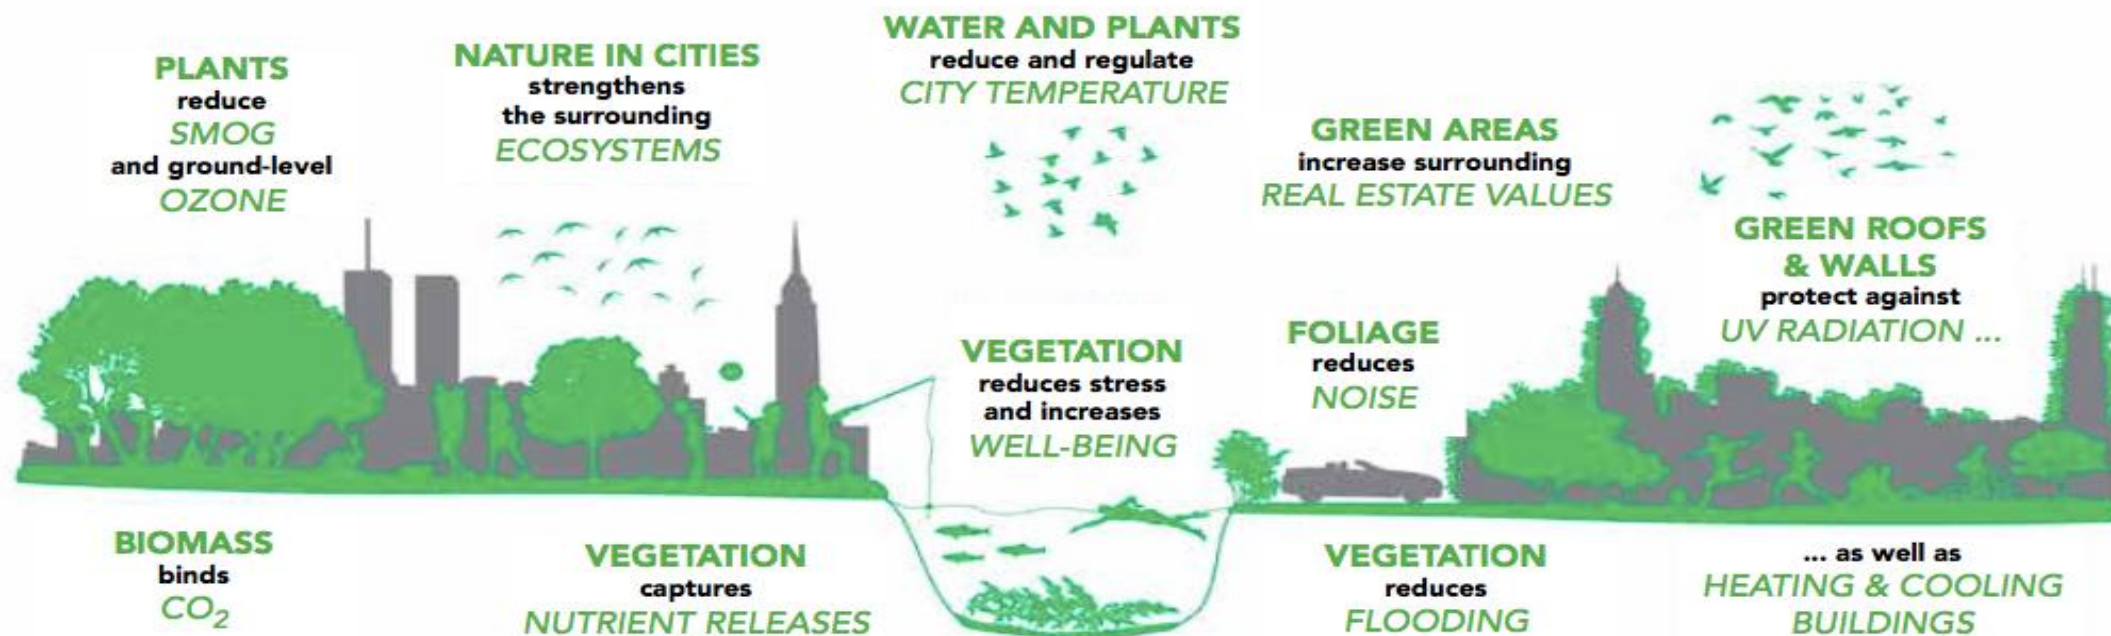 PLANTS
reduce
SMOG
and ground-level
OZONE
NATURE IN CITIES
strengthens
the surrounding
ECOSYSTEMS
WATER AND PLANTS
reduce and regulate
CITY TEMPERATURE
GREEN AREAS
increase surrounding
REAL ESTATE VALUES
GREEN ROOFS
& WALLS
protect against
UV RADIATION ...
VEGETATION
reduces stress
and increases
WELL-BEING
FOLIAGE
reduces
NOISE
BIOMASS
binds
CO₂
VEGETATION
captures
NUTRIENT RELEASES
VEGETATION
reduces
FLOODING
... as well as
HEATING & COOLING
BUILDINGS